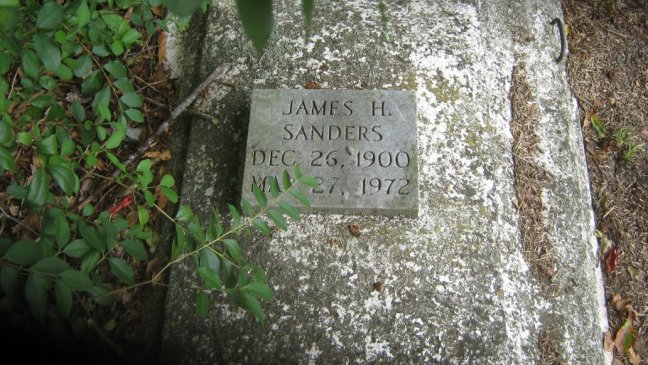 JAMES H.
SANDERS
DEC. 26, 1900
27, 1972